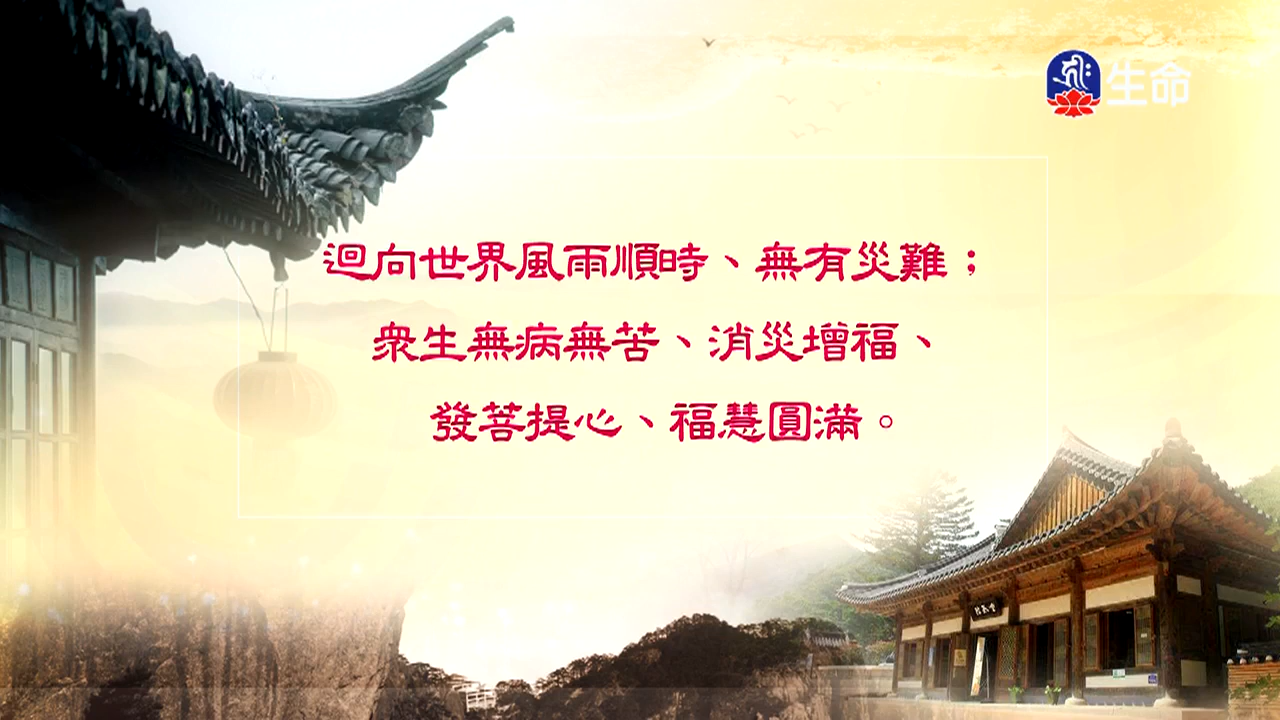 生命
迴向世界風雨順時、無有災難；
眾生無病無苦、消災增福、
發菩提心、福慧圓滿。